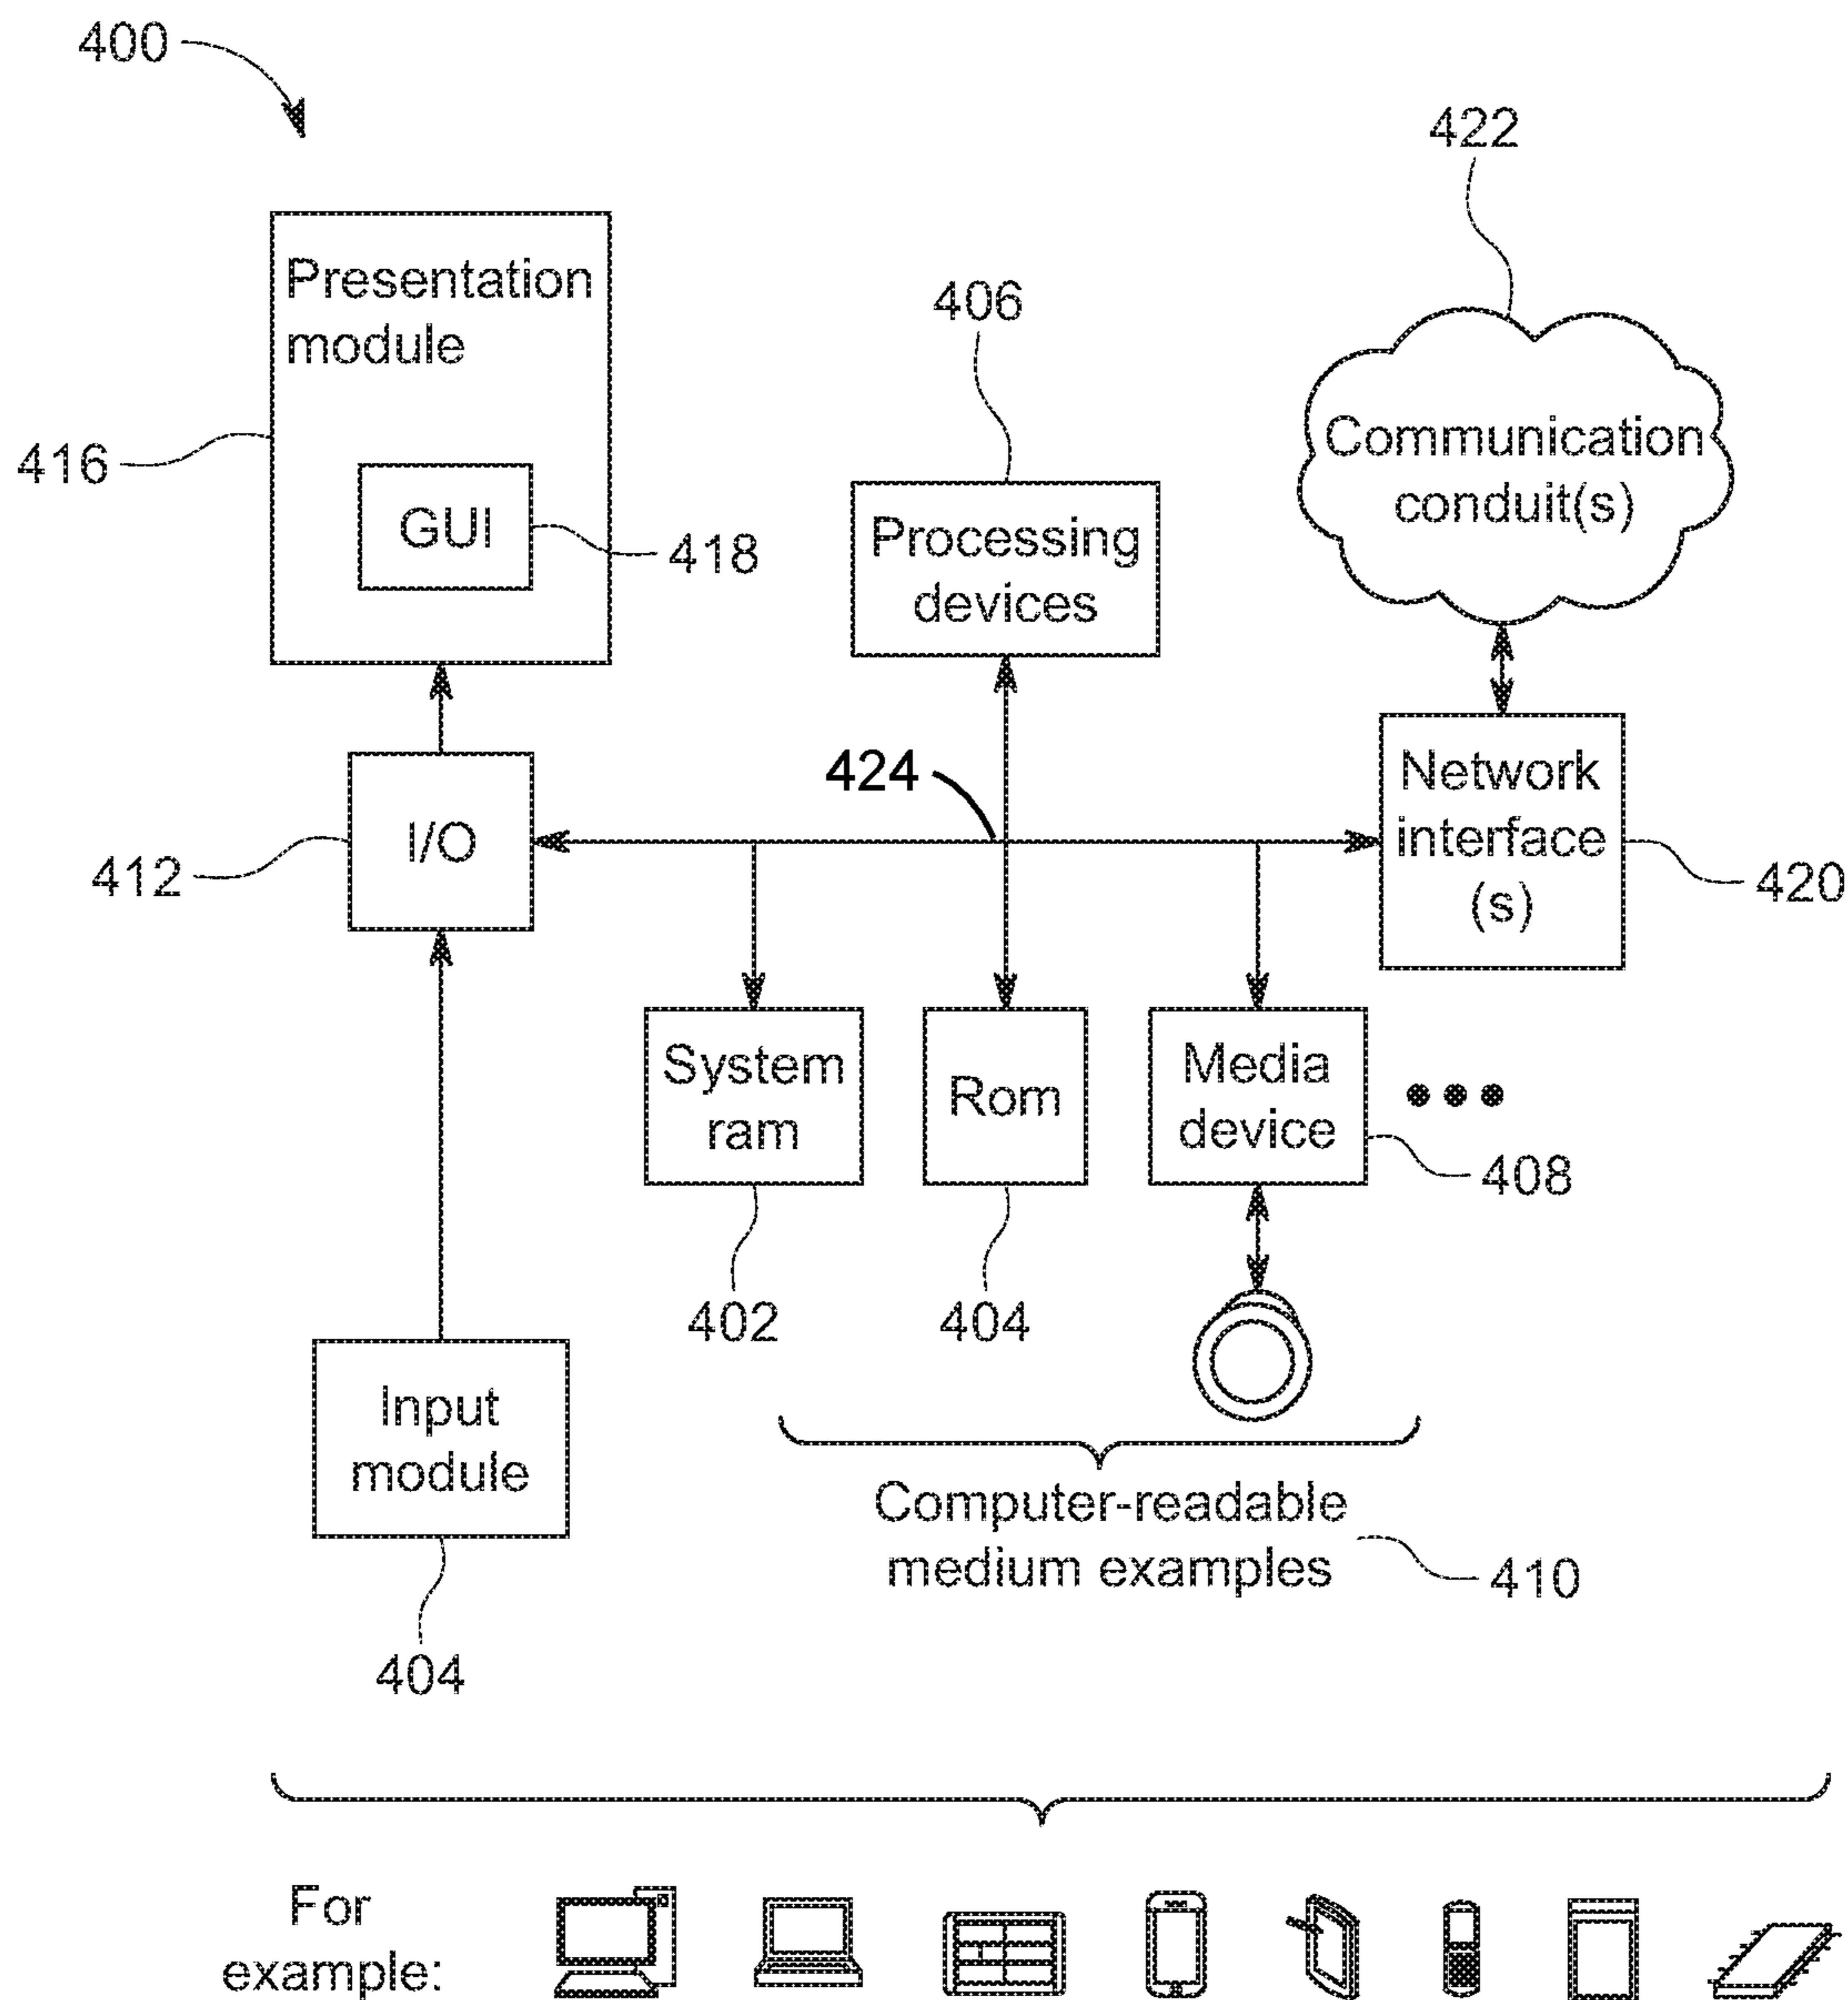 400
422
Presentation
module
406
416
GUI
418
Processing
devices
Communication
conduit(s)
424
I/O
412
Network
interface
(s)
420
System
ram
Rom
Media
device
408
402
404
Input
module
Computer-readable
medium examples
410
404
For
example: